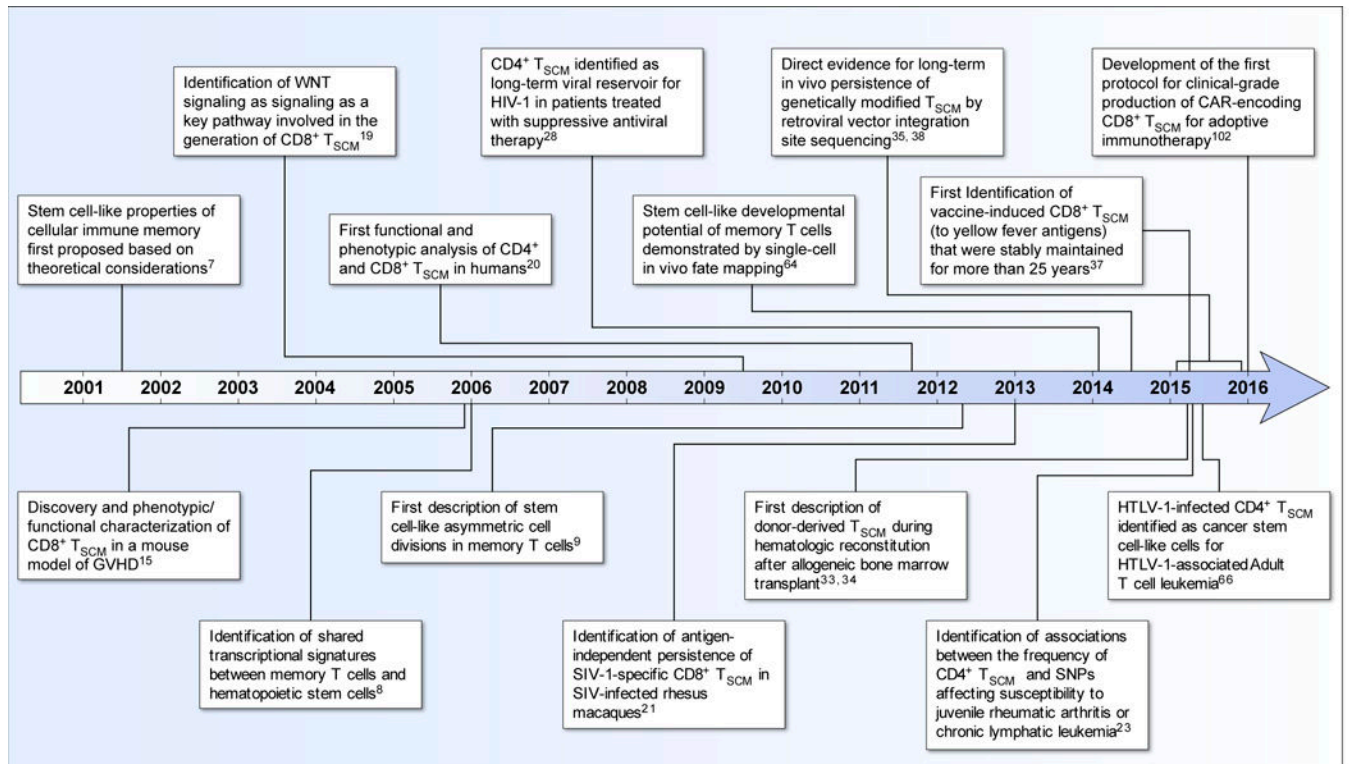 Identification of WNT
signaling as signaling as a
key pathway involved in the
generation of CD8⁺ T_SCM¹⁹
CD4⁺ T_SCM identified as
long-term viral reservoir for
HIV-1 in patients treated
with suppressive antiviral
therapy²⁸
Direct evidence for long-term
in vivo persistence of
genetically modified T_SCM by
retroviral vector integration
site sequencing³⁵, ³⁸
Development of the first
protocol for clinical-grade
production of CAR-encoding
CD8⁺ T_SCM for adoptive
immunotherapy¹⁰²
Stem cell-like properties of
cellular immune memory
first proposed based on
theoretical considerations⁷
First functional and
phenotypic analysis of CD4⁺
and CD8⁺ T_SCM in humans²⁰
Stem cell-like developmental
potential of memory T cells
demonstrated by single-cell
in vivo fate mapping⁶⁴
First Identification of
vaccine-induced CD8⁺ T_SCM
(to yellow fever antigens)
that were stably maintained
for more than 25 years³⁷
2001 2002 2003 2004 2005 2006 2007 2008 2009 2010 2011 2012 2013 2014 2015 2016
Discovery and phenotypic/
functional characterization of
CD8⁺ T_SCM in a mouse
model of GVHD¹⁵
First description of stem
cell-like asymmetric cell
divisions in memory T cells⁹
First description of
donor-derived T_SCM during
hematologic reconstitution
after allogeneic bone marrow
transplant³³, ³⁴
HTLV-1-infected CD4⁺ T_SCM
identified as cancer stem
cell-like cells for
HTLV-1-associated Adult
T cell leukemia⁶⁶
Identification of shared
transcriptional signatures
between memory T cells and
hematopoietic stem cells⁸
Identification of antigen-
independent persistence of
SIV-1-specific CD8⁺ T_SCM in
SIV-infected rhesus
macaques²¹
Identification of associations
between the frequency of
CD4⁺ T_SCM and SNPs
affecting susceptibility to
juvenile rheumatic arthritis or
chronic lymphatic leukemia²³